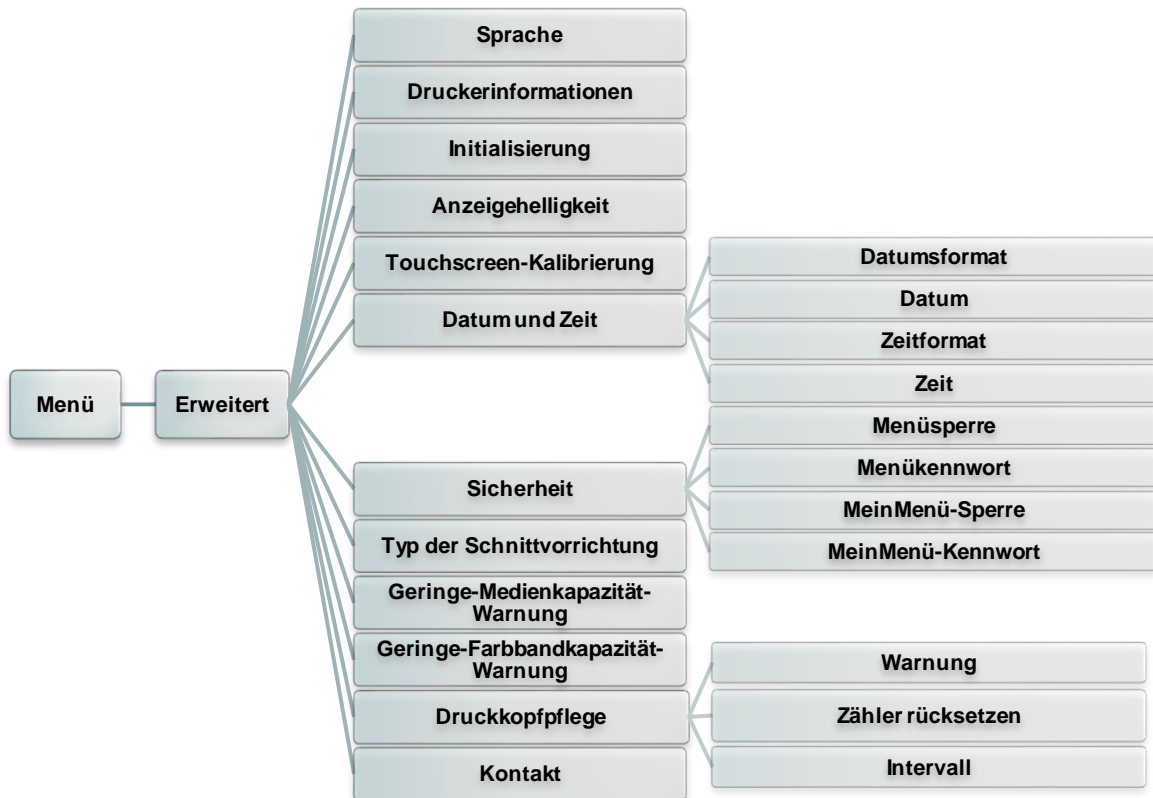 Menü
Erweitert
Sprache
Druckerinformationen
Initialisierung
Anzeigehelligkeit
Touchscreen-Kalibrierung
Datum und Zeit
Datumsformat
Datum
Zeitformat
Zeit
Sicherheit
Menüsperre
Menükennwort
MeinMenü-Sperre
MeinMenü-Kennwort
Typ der Schnittvorrichtung
Geringe-Medienkapazität-
Warnung
Geringe-Farbbandkapazität-
Warnung
Druckkopfpflege
Warnung
Zähler rücksetzen
Intervall
Kontakt